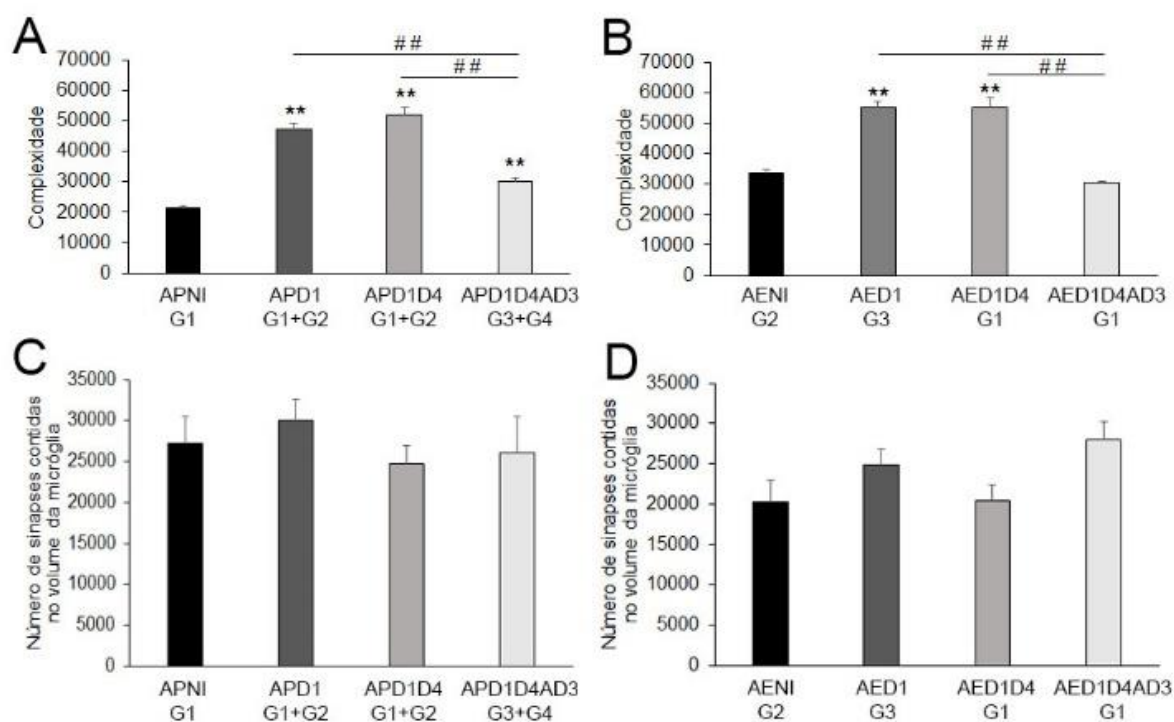 A
##
##
Complexidade
70000
60000
50000
40000
30000
20000
10000
0
**
**
**
APNI APD1 APD1D4 APD1D4AD3
G1 G1+G2 G1+G2 G3+G4
B
##
##
Complexidade
70000
60000
50000
40000
30000
20000
10000
0
**
**
AENI AED1 AED1D4 AED1D4AD3
G2 G3 G1 G1
C
Número de sinapses contidas
no volume da micróglia
35000
30000
25000
20000
15000
10000
5000
0
APNI APD1 APD1D4 APD1D4AD3
G1 G1+G2 G1+G2 G3+G4
D
Número de sinapses contidas
no volume da micróglia
35000
30000
25000
20000
15000
10000
5000
0
AENI AED1 AED1D4 AED1D4AD3
G2 G3 G1 G1